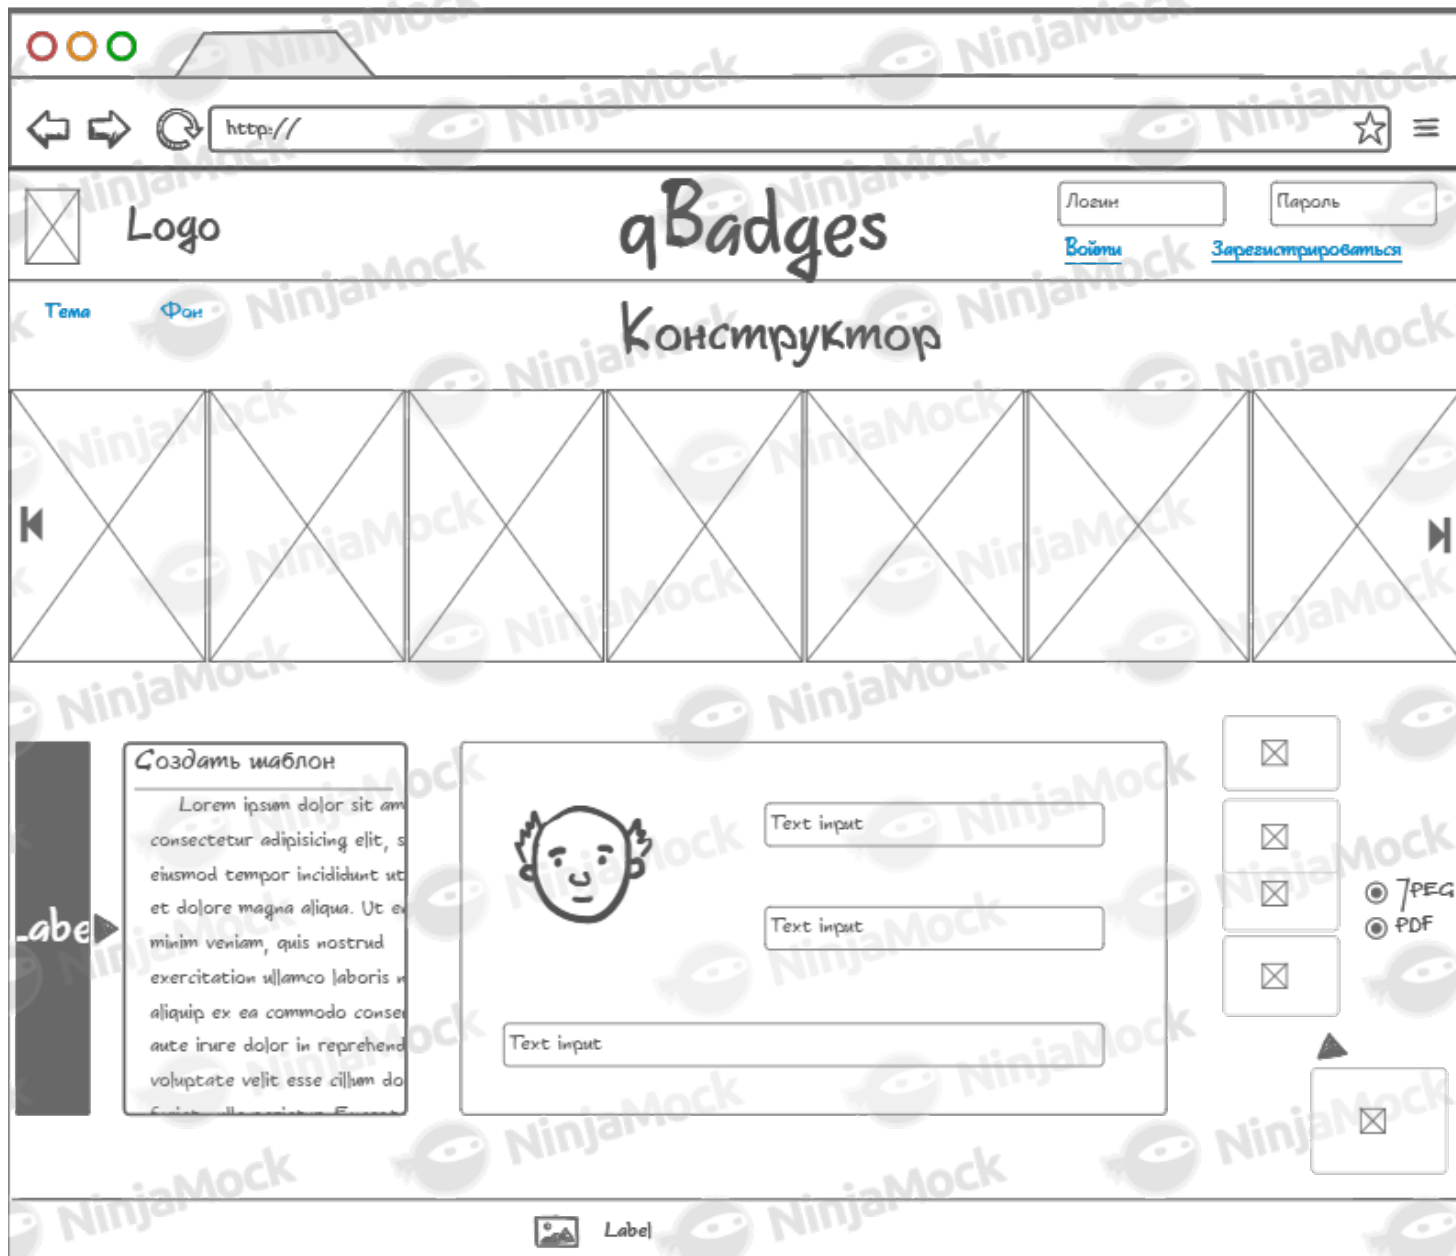 http://
Logo
qBadges
Логин
Пароль
Войти
Зарегистрироваться
Тема
Фон
Конструктор
Создать шаблон
Lorem ipsum dolor sit am
consectetur adipisicing elit, s
eiusmod tempor incididunt ut
et dolore magna aliqua. Ut e
minim veniam, quis nostrud
exercitation ullamco laboris n
aliquip ex ea commodo conse
aute irure dolor in reprehend
voluptate velit esse cillum do
Label
Text input
Text input
Text input
JPEG
PDF
Label
NinjaMock